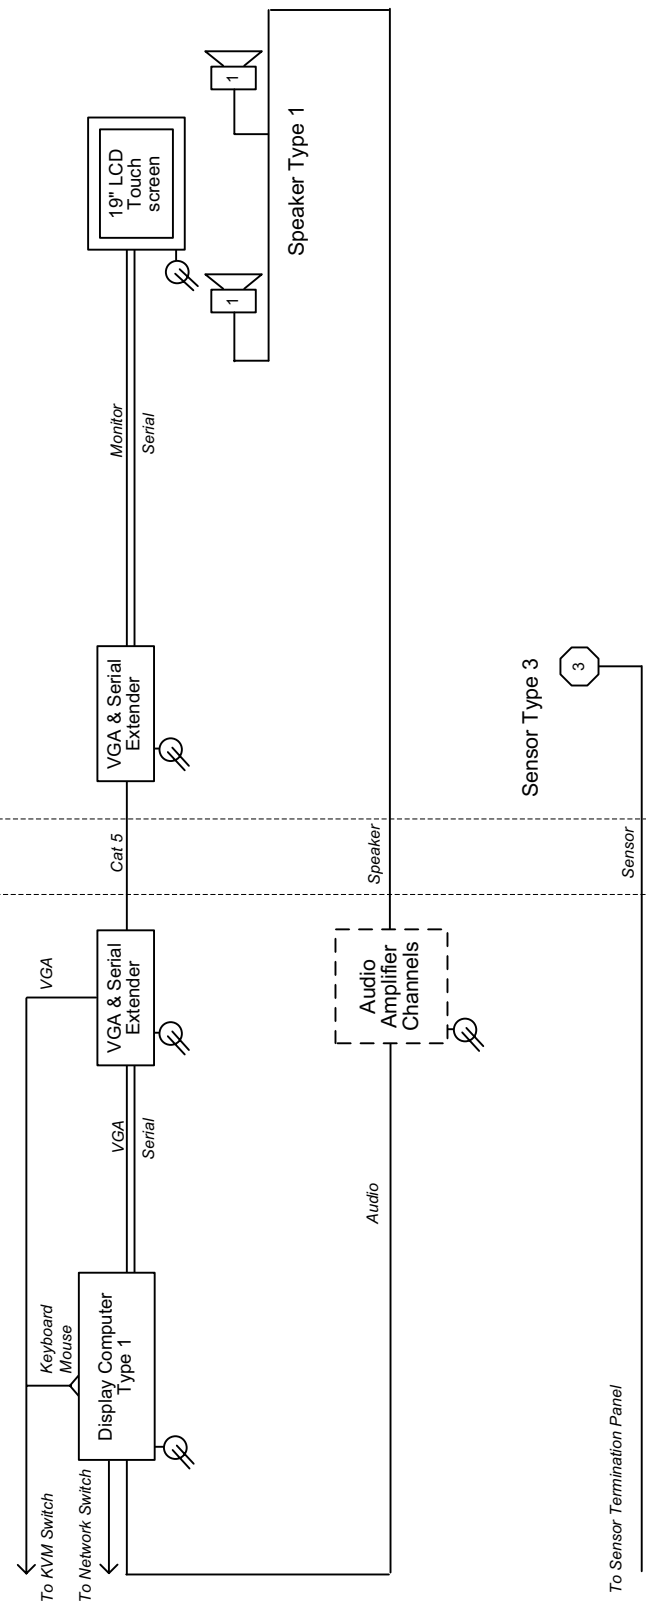 To KVM Switch
Keyboard
Mouse
VGA
To Network Switch
Display Computer
Type 1
VGA
Serial
VGA & Serial
Extender
Cat 5
VGA & Serial
Extender
Monitor
Serial
19" LCD
Touch
screen
1
1
Speaker Type 1
Audio
Audio
Amplifier
Channels
Speaker
Sensor Type 3
3
To Sensor Termination Panel
Sensor